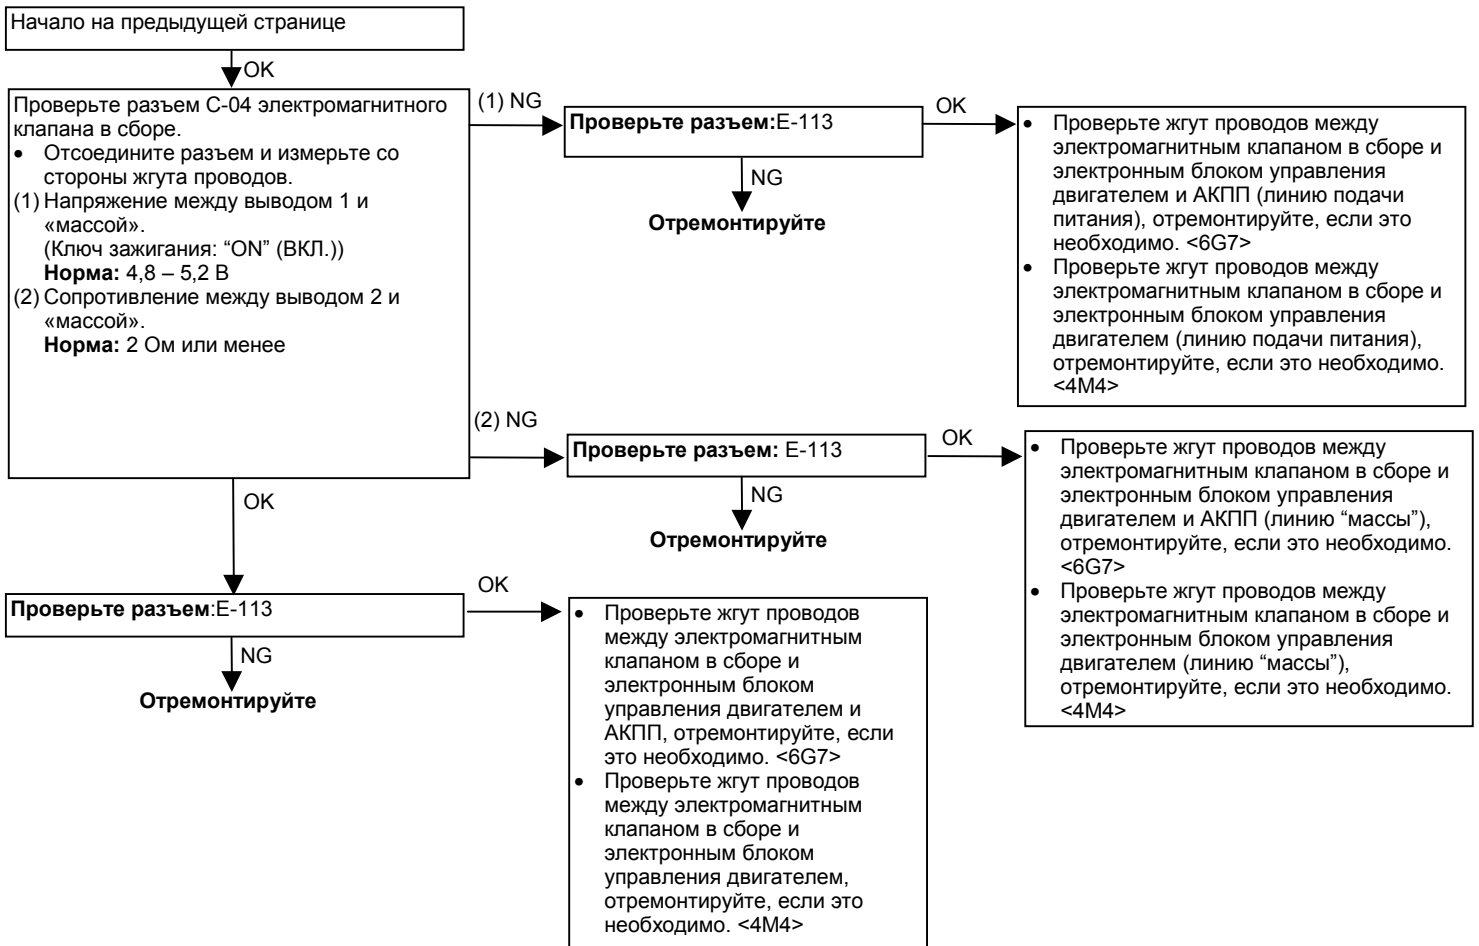 Начало на предыдущей странице
OK
Проверьте разъем C-04 электромагнитного
клапана в сборе.
• Отсоедините разъем и измерьте со
стороны жгута проводов.
(1) Напряжение между выводом 1 и
«массой».
(Ключ зажигания: “ON” (ВКЛ.))
Норма: 4,8 – 5,2 В
(2) Сопротивление между выводом 2 и
«массой».
Норма: 2 Ом или менее
(1) NG
Проверьте разъем:E-113
OK
• Проверьте жгут проводов между
электромагнитным клапаном в сборе и
электронным блоком управления
двигателем и АКПП (линию подачи
питания), отремонтируйте, если это
необходимо. <6G7>
• Проверьте жгут проводов между
электромагнитным клапаном в сборе и
электронным блоком управления
двигателем (линию подачи питания),
отремонтируйте, если это необходимо.
<4M4>
NG
Отремонтируйте
(2) NG
Проверьте разъем: E-113
OK
• Проверьте жгут проводов между
электромагнитным клапаном в сборе и
электронным блоком управления
двигателем и АКПП (линию “массы”),
отремонтируйте, если это необходимо.
<6G7>
• Проверьте жгут проводов между
электромагнитным клапаном в сборе и
электронным блоком управления
двигателем (линию “массы”),
отремонтируйте, если это необходимо.
<4M4>
NG
Отремонтируйте
OK
Проверьте разъем:E-113
OK
• Проверьте жгут проводов
между электромагнитным
клапаном в сборе и
электронным блоком
управления двигателем и
АКПП, отремонтируйте, если
это необходимо. <6G7>
• Проверьте жгут проводов
между электромагнитным
клапаном в сборе и
электронным блоком
управления двигателем,
отремонтируйте, если это
необходимо. <4M4>
NG
Отремонтируйте